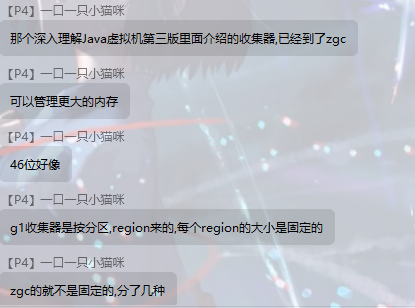 【P4】一口一只小猫咪
那个深入理解Java虚拟机第三版里面介绍的收集器,已经到了zgc
【P4】一口一只小猫咪
可以管理更大的内存
【P4】一口一只小猫咪
46位好像
【P4】一口一只小猫咪
g1收集器是按分区,region来的,每个region的大小是固定的
【P4】一口一只小猫咪
zgc的就不是固定的,分了几种